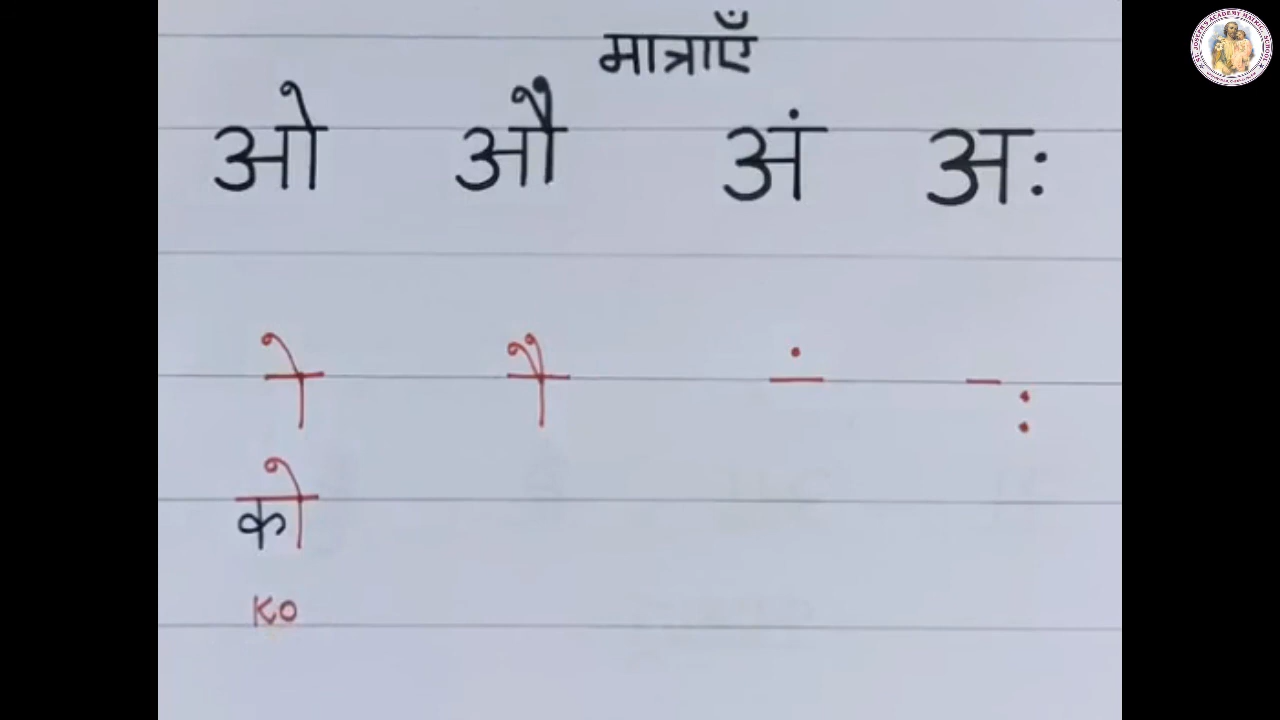 मात्राएँ
ओ औ अं अः
ो ौ ं ः
को
KO